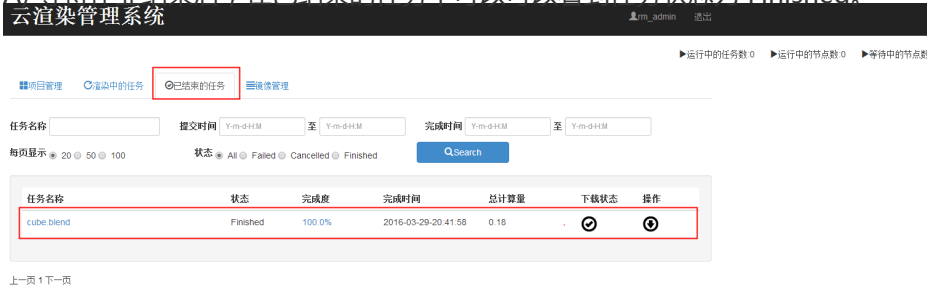 云渲染管理系统
rm_admin 退出
▶运行中的任务数:0 ▶运行中的节点数:0 ▶等待中的节点数
项目管理 渲染中的任务 已结束的任务 镜像管理
任务名称 提交时间 Y-m-d-H:M 至 Y-m-d-H:M 完成时间 Y-m-d-H:M 至 Y-m-d-H:M
每页显示 20 50 100 状态 All Failed Cancelled Finished Search
任务名称 状态 完成度 完成时间 总计算量 下载状态 操作
cube.blend Finished 100.0% 2016-03-29-20:41:58 0.18
上一页 1 下一页